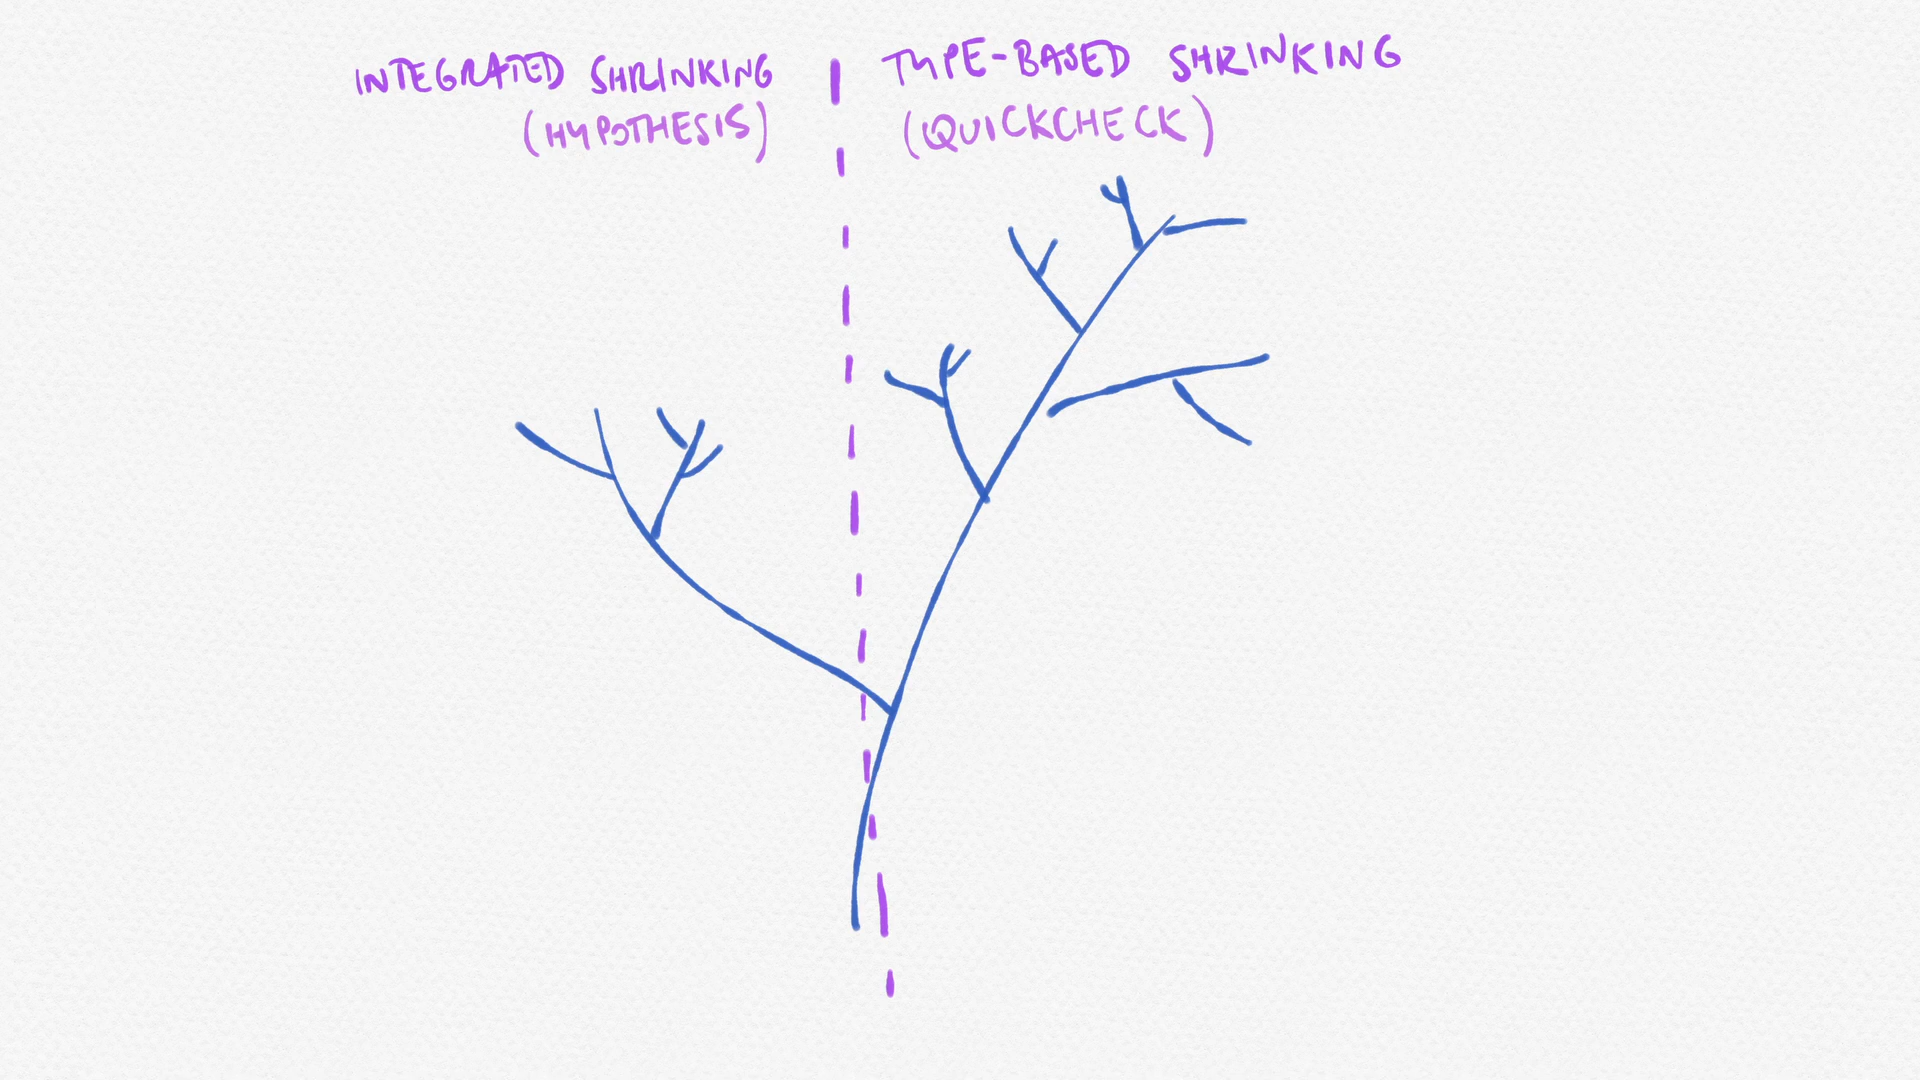 INTEGRATED SHRINKING
(HYPOTHESIS)
TYPE-BASED SHRINKING
(QUICKCHECK)